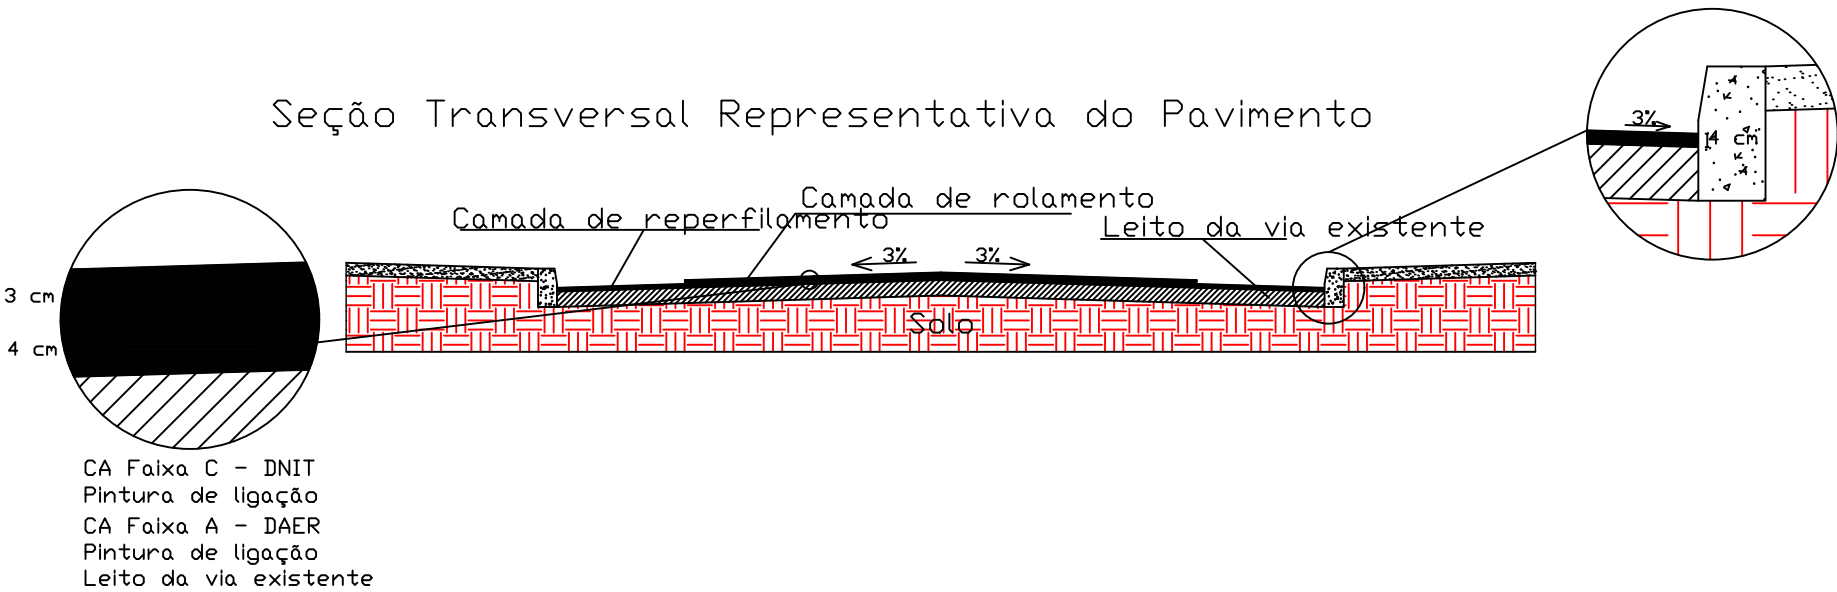 Seção Transversal Representativa do Pavimento
3%
4 cm
Camada de rolamento
Camada de reperfilamento
Leito da via existente
3% 3%
3 cm
4 cm
Solo
CA Faixa C - DNIT
Pintura de ligação
CA Faixa A - DAER
Pintura de ligação
Leito da via existente